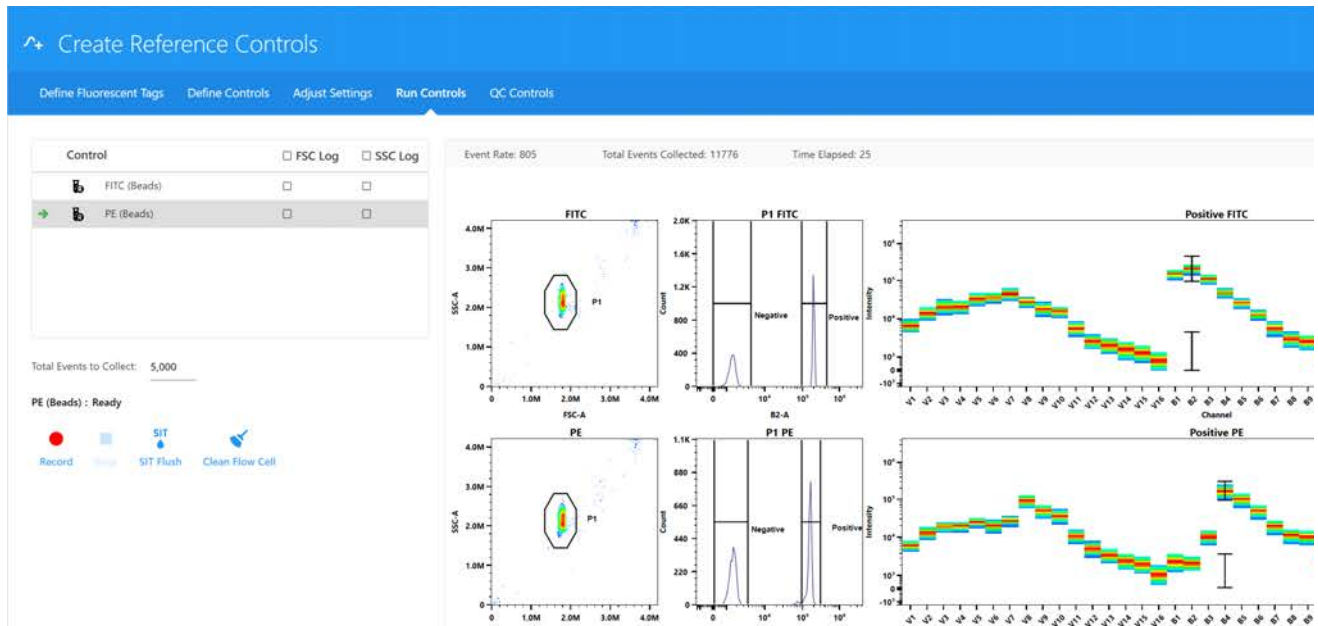 Create Reference Controls
Define Fluorescent Tags Define Controls Adjust Settings Run Controls QC Controls
Control FSC Log SSC Log
FITC (Beads)
PE (Beads)
Total Events to Collect: 5,000
PE (Beads) : Ready
Record SIT Flush Clean Flow Cell
SIT
Event Rate: 805 Total Events Collected: 11776 Time Elapsed: 25
FITC
SSC-A
4.0M
3.0M
2.0M
1.0M
0
P1
0 1.0M 2.0M 3.0M 4.0M
FSC-A
P1 FITC
Count
2.0K
1.6K
1.2K
800
400
0
Negative Positive
B2-A
Positive FITC
Intensity
V1 V2 V3 V4 V5 V6 V7 V8 V9 V10 V11 V12 V13 V14 V15 V16 B1 B2 B3 B4 B5 B6 B7 B8 B9
Channel
PE
SSC-A
4.0M
3.0M
2.0M
1.0M
0
P1
0 1.0M 2.0M 3.0M 4.0M
P1 PE
Count
1.1K
880
660
440
220
0
Negative Positive
Positive PE
Intensity
V1 V2 V3 V4 V5 V6 V7 V8 V9 V10 V11 V12 V13 V14 V15 V16 B1 B2 B3 B4 B5 B6 B7 B8 B9